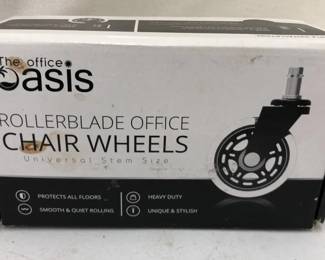 The office
Oasis
ROLLERBLADE OFFICE
CHAIR WHEELS
Universal Stem Size
PROTECTS ALL FLOORS
HEAVY DUTY
SMOOTH & QUIET ROLLING
UNIQUE & STYLISH